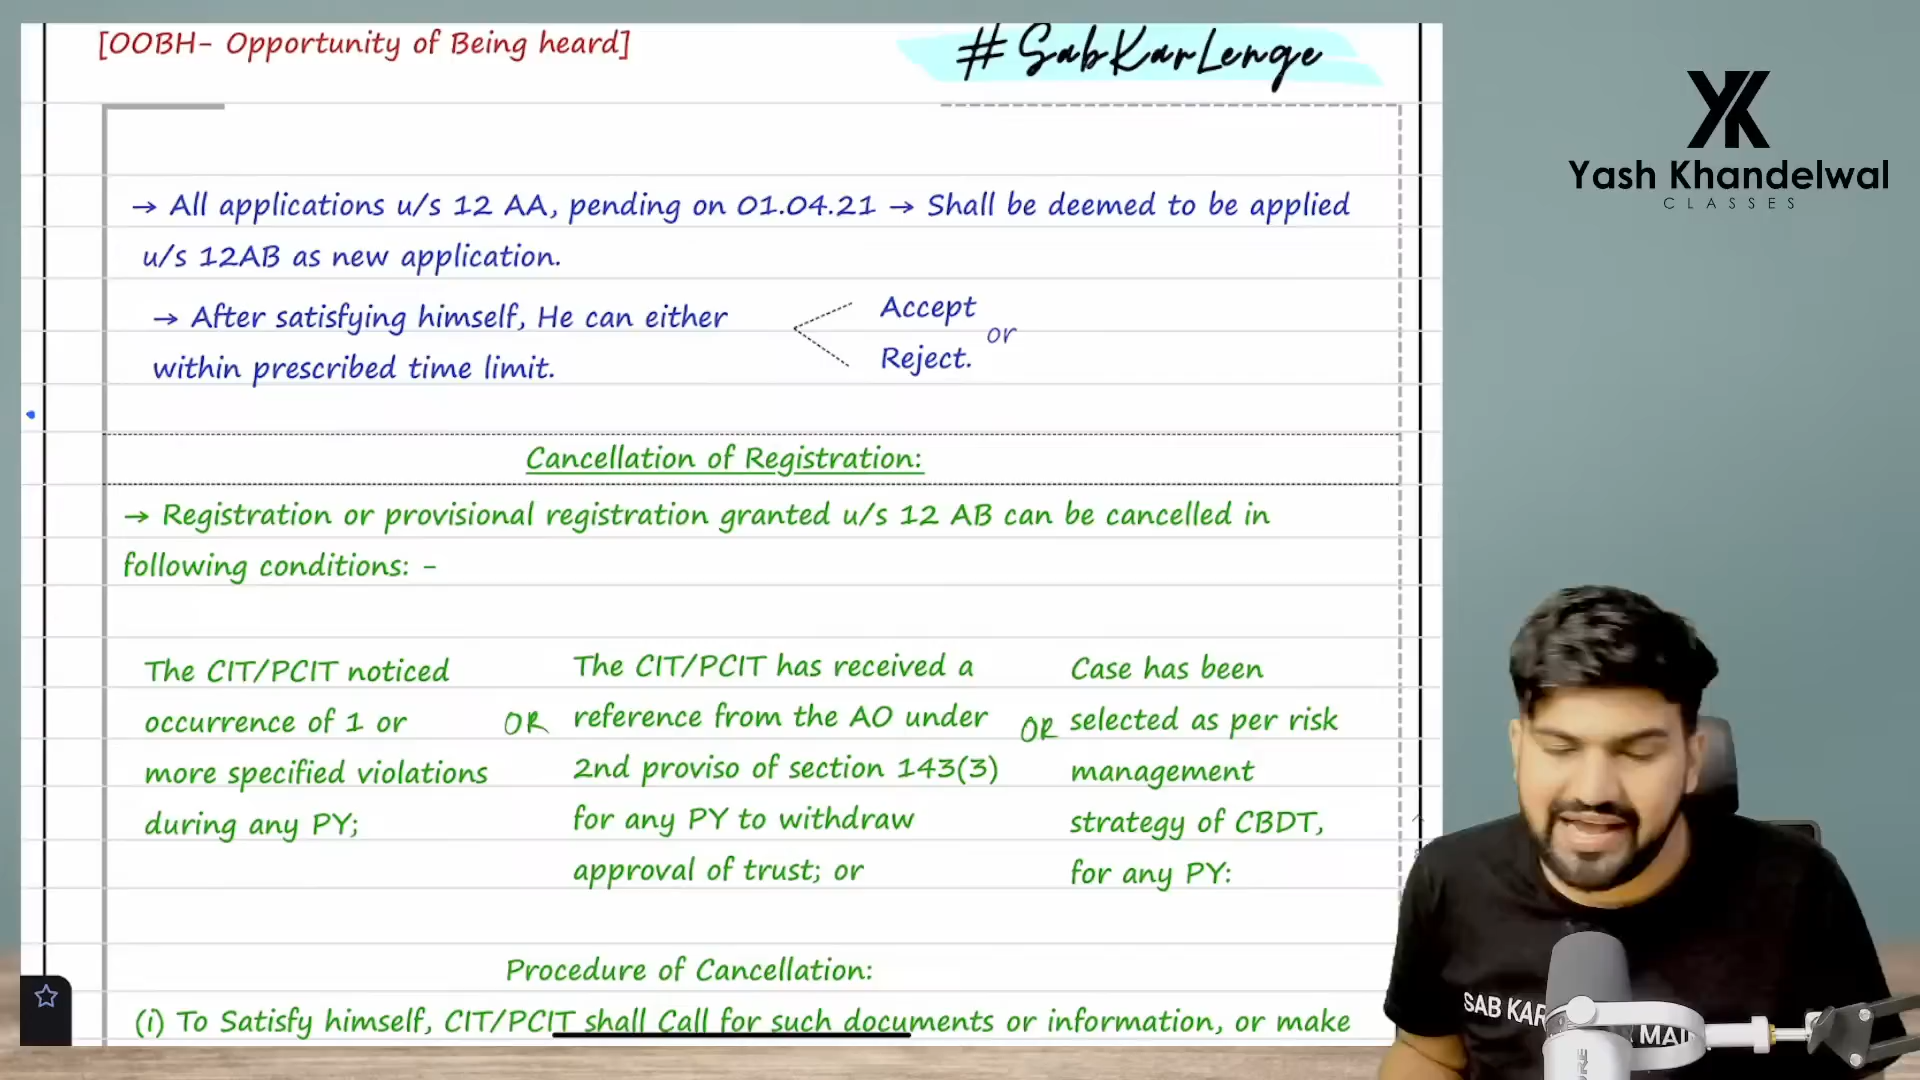 [OOBH- Opportunity of Being heard]
#SabKarLenge
YK
Yash Khandelwal
CLASSES
→ All applications u/s 12 AA, pending on 01.04.21 → Shall be deemed to be applied
u/s 12AB as new application.
→ After satisfying himself, He can either
within prescribed time limit.
Accept
or
Reject.
Cancellation of Registration:
→ Registration or provisional registration granted u/s 12 AB can be cancelled in
following conditions: -
The CIT/PCIT noticed
occurrence of 1 or
more specified violations
during any PY;
OR
The CIT/PCIT has received a
reference from the AO under
2nd proviso of section 143(3)
for any PY to withdraw
approval of trust; or
OR
Case has been
selected as per risk
management
strategy of CBDT,
for any PY:
Procedure of Cancellation:
(i) To Satisfy himself, CIT/PCIT shall Call for such documents or information, or make
SAB KAR